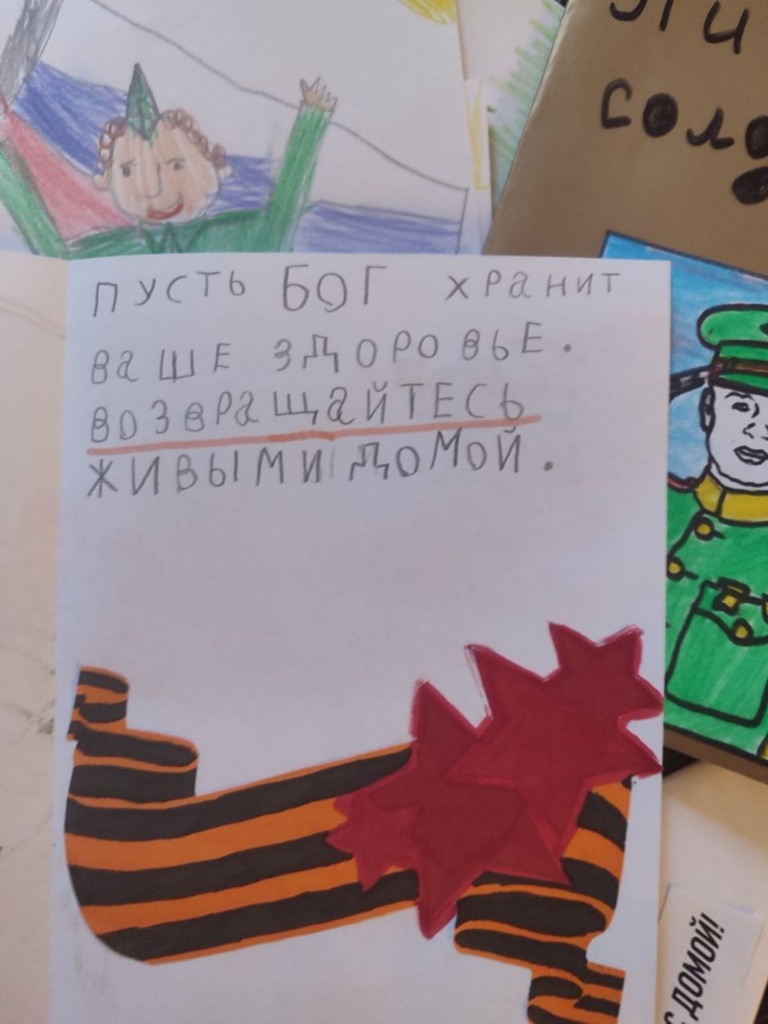 ПУСТЬ БОГ ХРАНИТ
ВАШЕ ЗДОРОВЬЕ.
ВОЗВРАЩАЙТЕСЬ
ЖИВЫМИ ДОМОЙ.
ДОМОЙ!